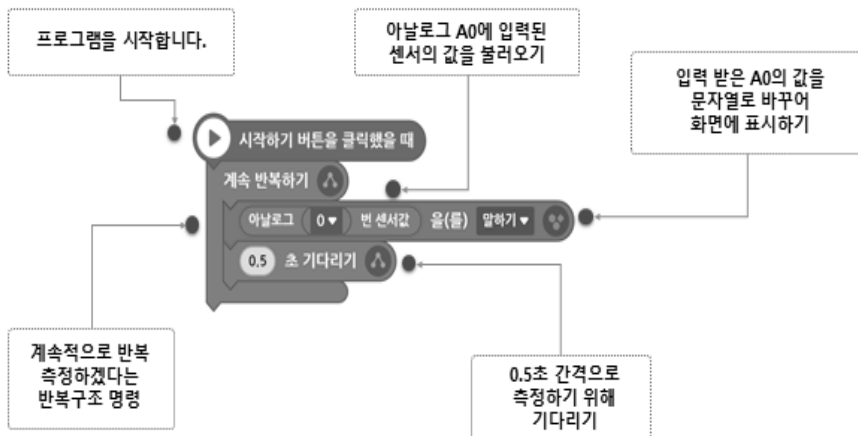 프로그램을 시작합니다.
아날로그 A0에 입력된
센서의 값을 불러오기
입력 받은 A0의 값을
문자열로 바꾸어
화면에 표시하기
시작하기 버튼을 클릭했을 때
계속 반복하기
아날로그 0▼ 번 센서값 을(를) 말하기▼
0.5 초 기다리기
계속적으로 반복
측정하겠다는
반복구조 명령
0.5초 간격으로
측정하기 위해
기다리기